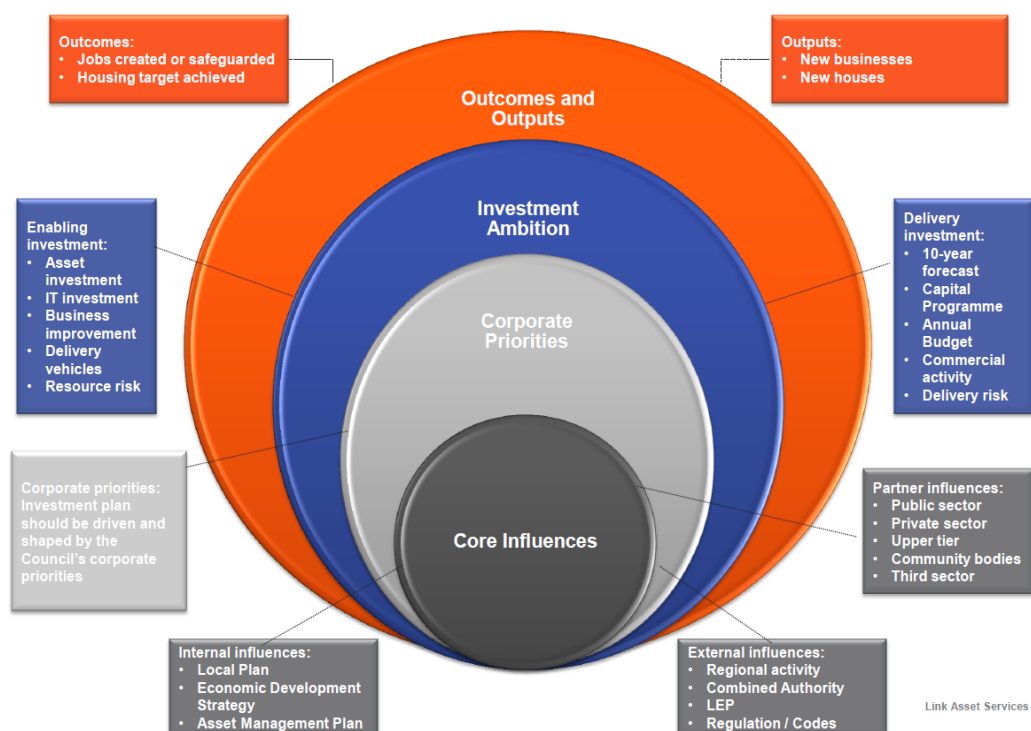 Outcomes:
• Jobs created or safeguarded
• Housing target achieved
Outputs:
• New businesses
• New houses
Outcomes and
Outputs
Investment
Ambition
Enabling
investment:
• Asset
investment
• IT investment
• Business
improvement
• Delivery
vehicles
• Resource risk
Delivery
investment:
• 10-year
forecast
• Capital
Programme
• Annual
Budget
• Commercial
activity
• Delivery risk
Corporate
Priorities
Corporate priorities:
Investment plan
should be driven and
shaped by the
Council's corporate
priorities
Partner influences:
• Public sector
• Private sector
• Upper tier
• Community bodies
• Third sector
Core Influences
Internal influences:
• Local Plan
• Economic Development
Strategy
• Asset Management Plan
External influences:
• Regional activity
• Combined Authority
• LEP
• Regulation / Codes
Link Asset Services